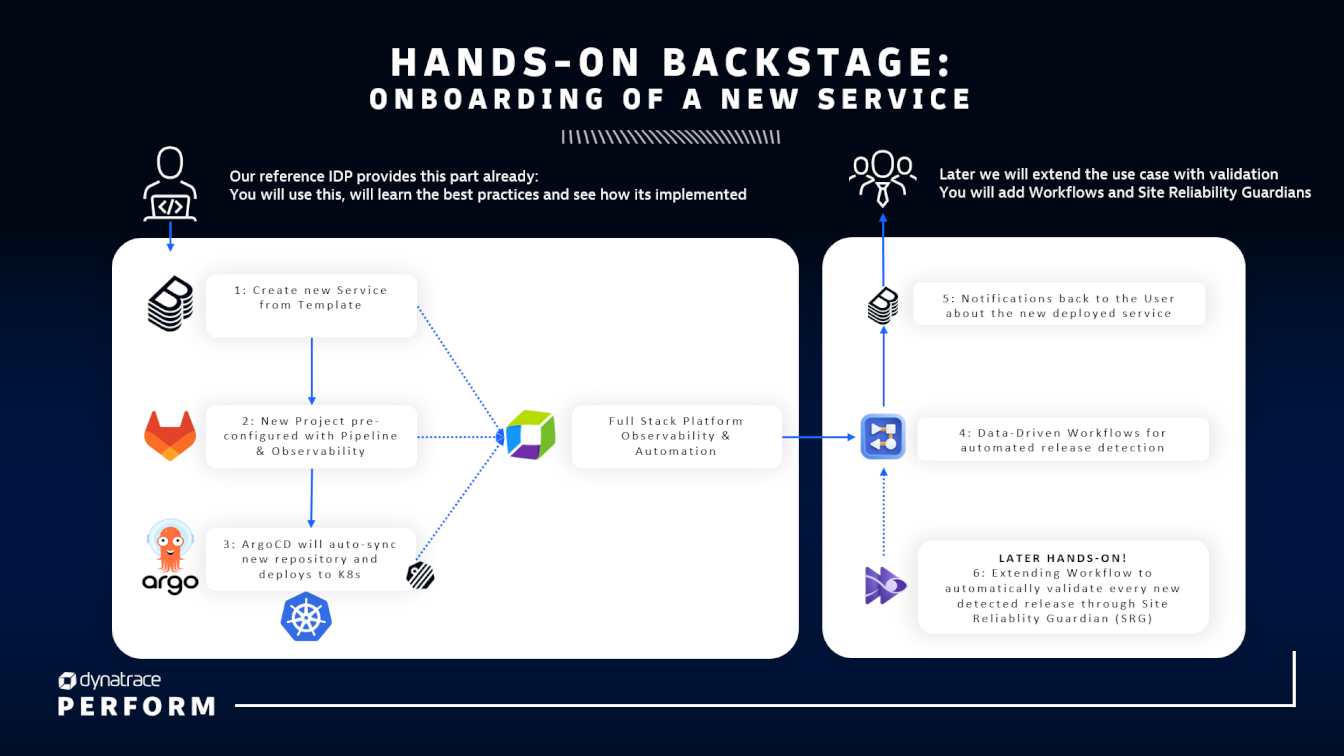 HANDS-ON BACKSTAGE:
ONBOARDING OF A NEW SERVICE
Our reference IDP provides this part already:
You will use this, will learn the best practices and see how its implemented
Later we will extend the use case with validation
You will add Workflows and Site Reliability Guardians
1: Create new Service
from Template
2: New Project pre-
configured with Pipeline
& Observability
3: ArgoCD will auto-sync
new repository and
deploys to K8s
argo
Full Stack Platform
Observability &
Automation
5: Notifications back to the User
about the new deployed service
4: Data-Driven Workflows for
automated release detection
LATER HANDS-ON!
6: Extending Workflow to
automatically validate every new
detected release through Site
Reliablity Guardian (SRG)
dynatrace
PERFORM